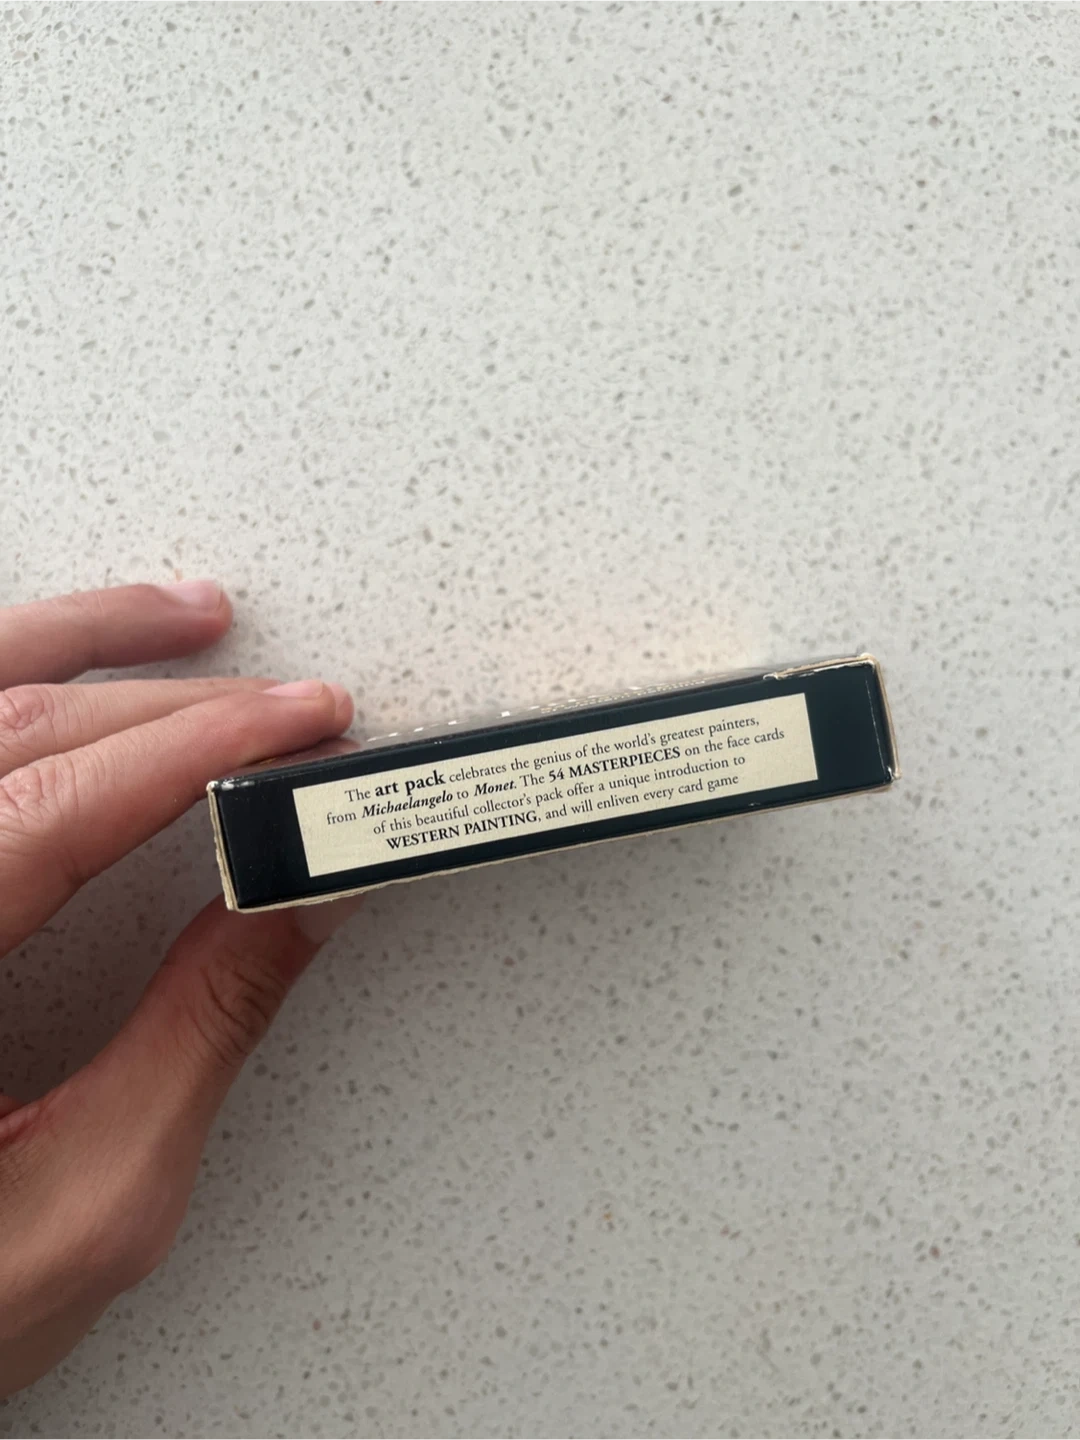 The art pack celebrates the genius of the world's greatest painters,
from Michaelangelo to Monet. The 54 MASTERPIECES on the face cards
of this beautiful collector's pack offer a unique introduction to
WESTERN PAINTING, and will enliven every card game